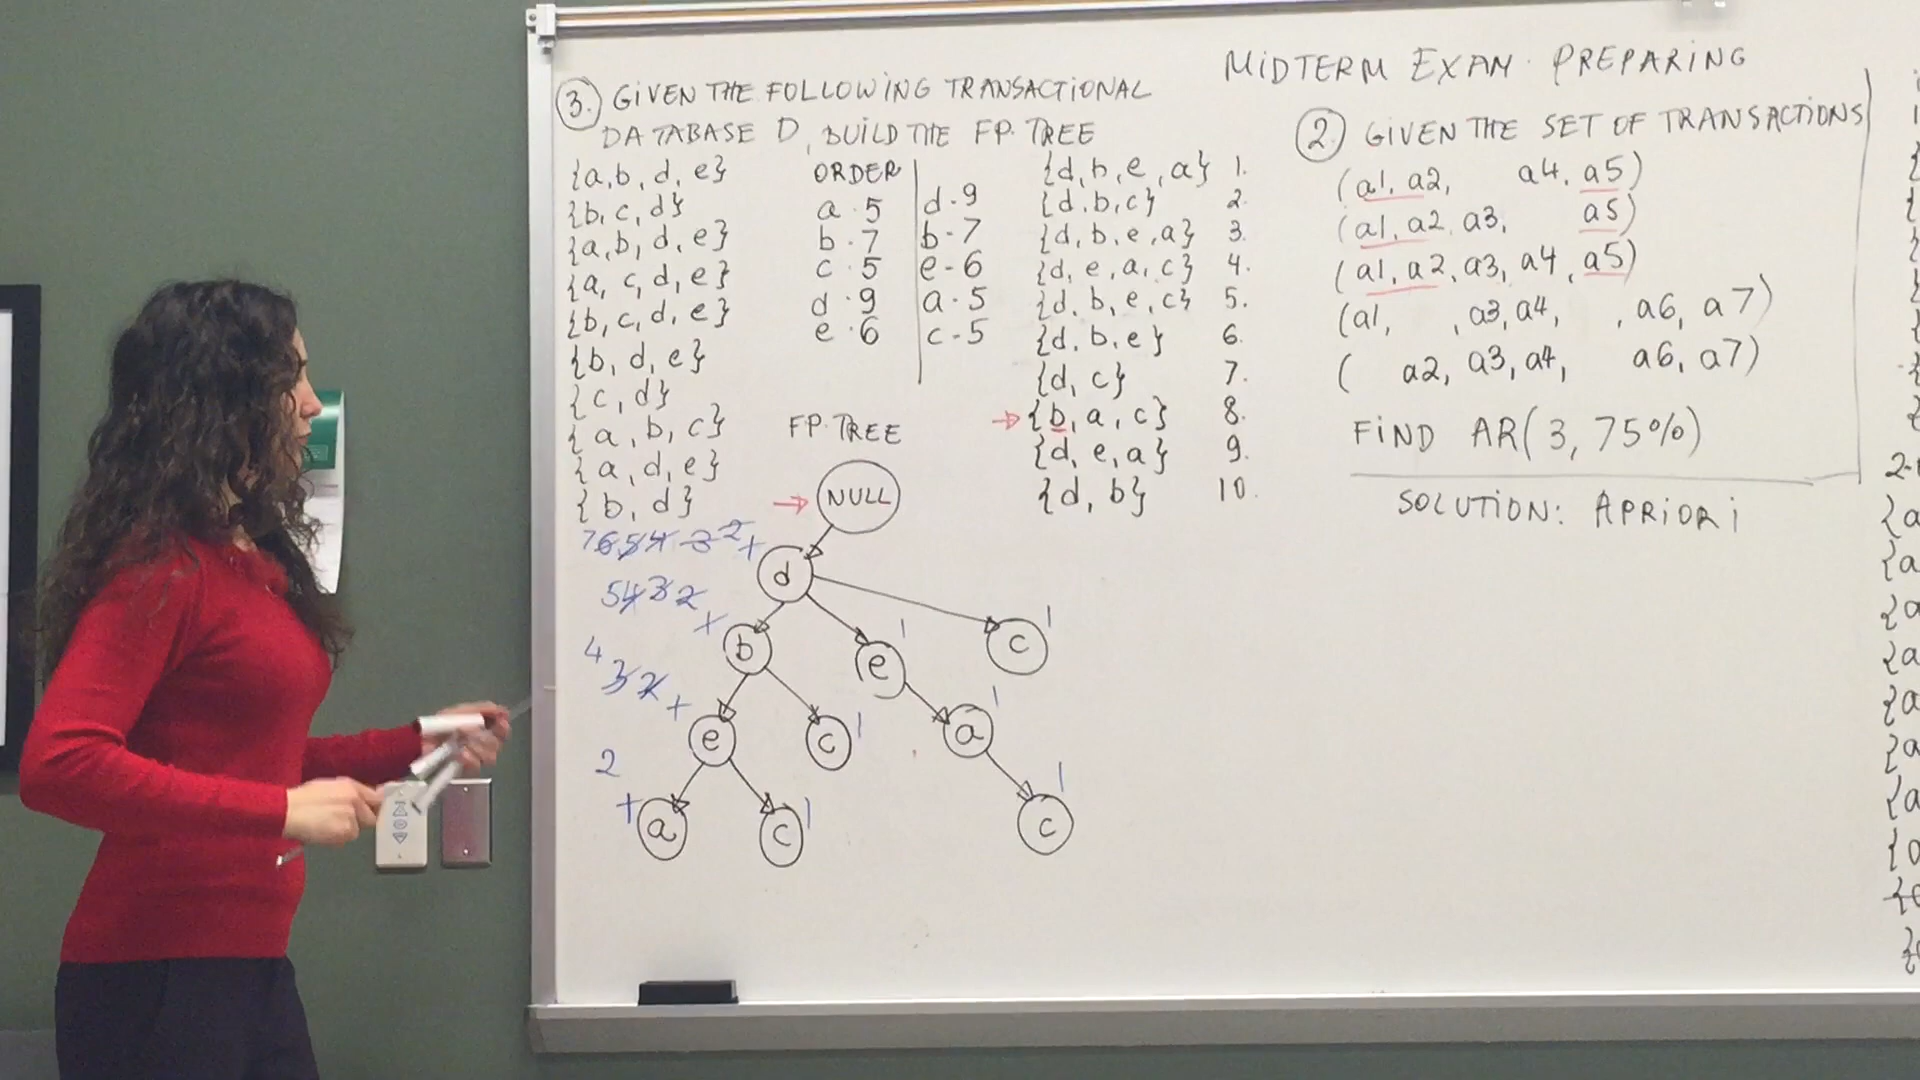 MIDTERM EXAM PREPARING
3. GIVEN THE FOLLOWING TRANSACTIONAL
DATABASE D, BUILD THE FP-TREE
{a,b,d,e}
{b,c,d}
{a,b,d,e}
{a,c,d,e}
{b,c,d,e}
{b,d,e}
{c,d}
{a,b,c}
{a,d,e}
{b,d}
ORDER
a-5
b-7
c-5
d-9
e-6
d-9
b-7
e-6
a-5
c-5
{d,b,e,a} 1.
{d,b,c} 2.
{d,b,e,a} 3.
{d,e,a,c} 4.
{d,b,e,c} 5.
{d,b,e} 6.
{d,c} 7.
{b,a,c} 8.
{d,e,a} 9.
{d,b} 10.
FP-TREE
NULL
7 6 5 4 3 2 1
d
5 4 3 2 1
b
e 1
c 1
4 3 2 1
e
c 1
a 1
2 1
a
c 1
c 1
2. GIVEN THE SET OF TRANSACTIONS
(a1, a2, a4, a5)
(a1, a2, a3, a5)
(a1, a2, a3, a4, a5)
(a1, , a3, a4, , a6, a7)
( a2, a3, a4, a6, a7)
FIND AR(3, 75%)
SOLUTION: APRIORI